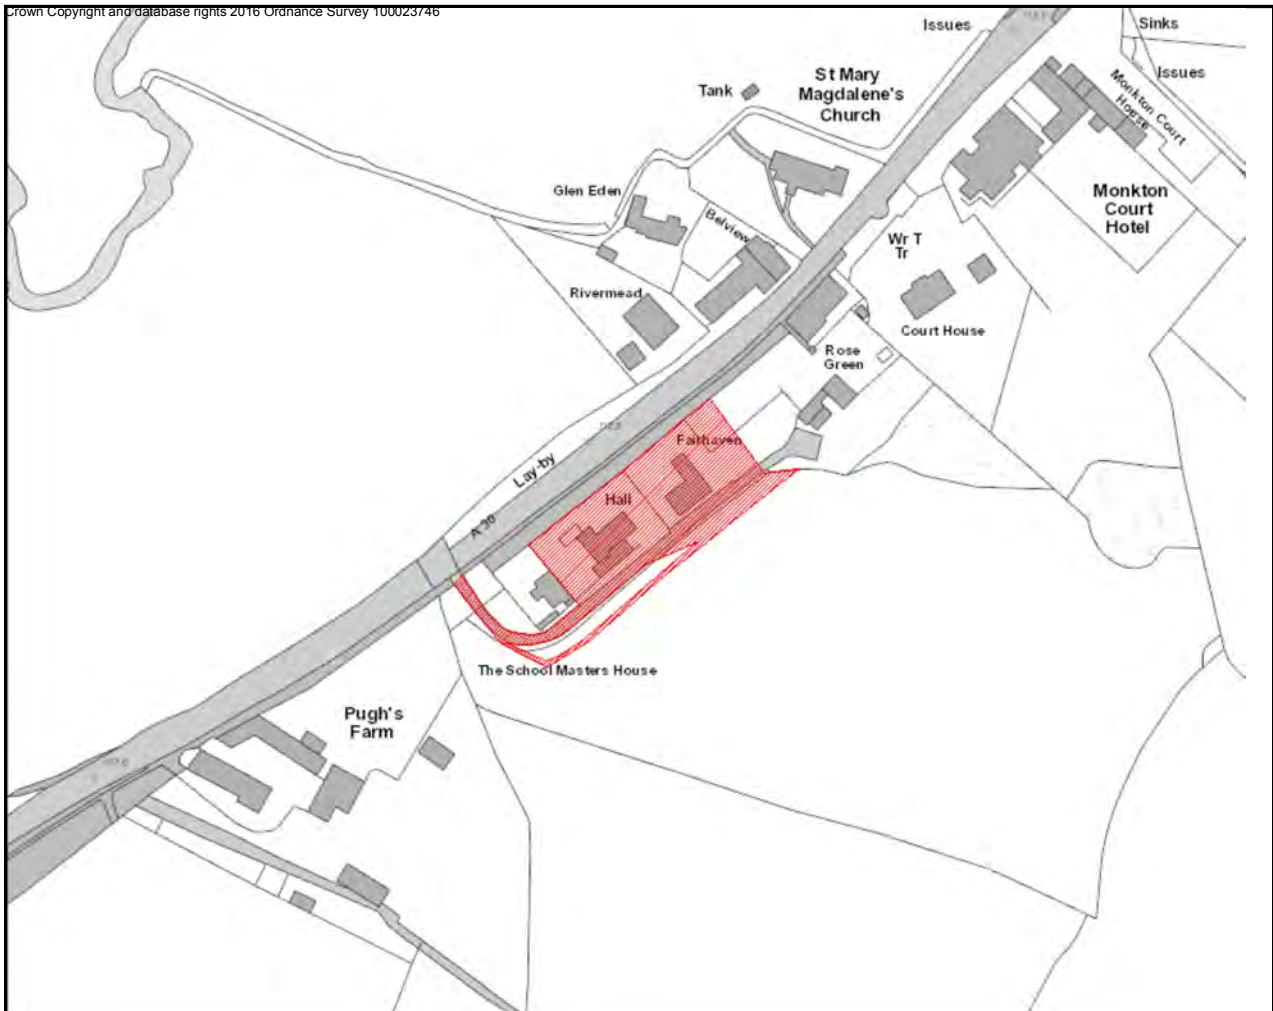 Crown Copyright and database rights 2016 Ordnance Survey 100023746
Issues
Sinks
Issues
Tank
St Mary
Magdalene's
Church
Monkton Court
House
Glen Eden
Monkton
Court
Hotel
Belview
Wr T
Tr
Rivermead
Court House
Rose
Green
Fairhaven
Lay-by
Hall
A 30
The School Masters House
Pugh's
Farm